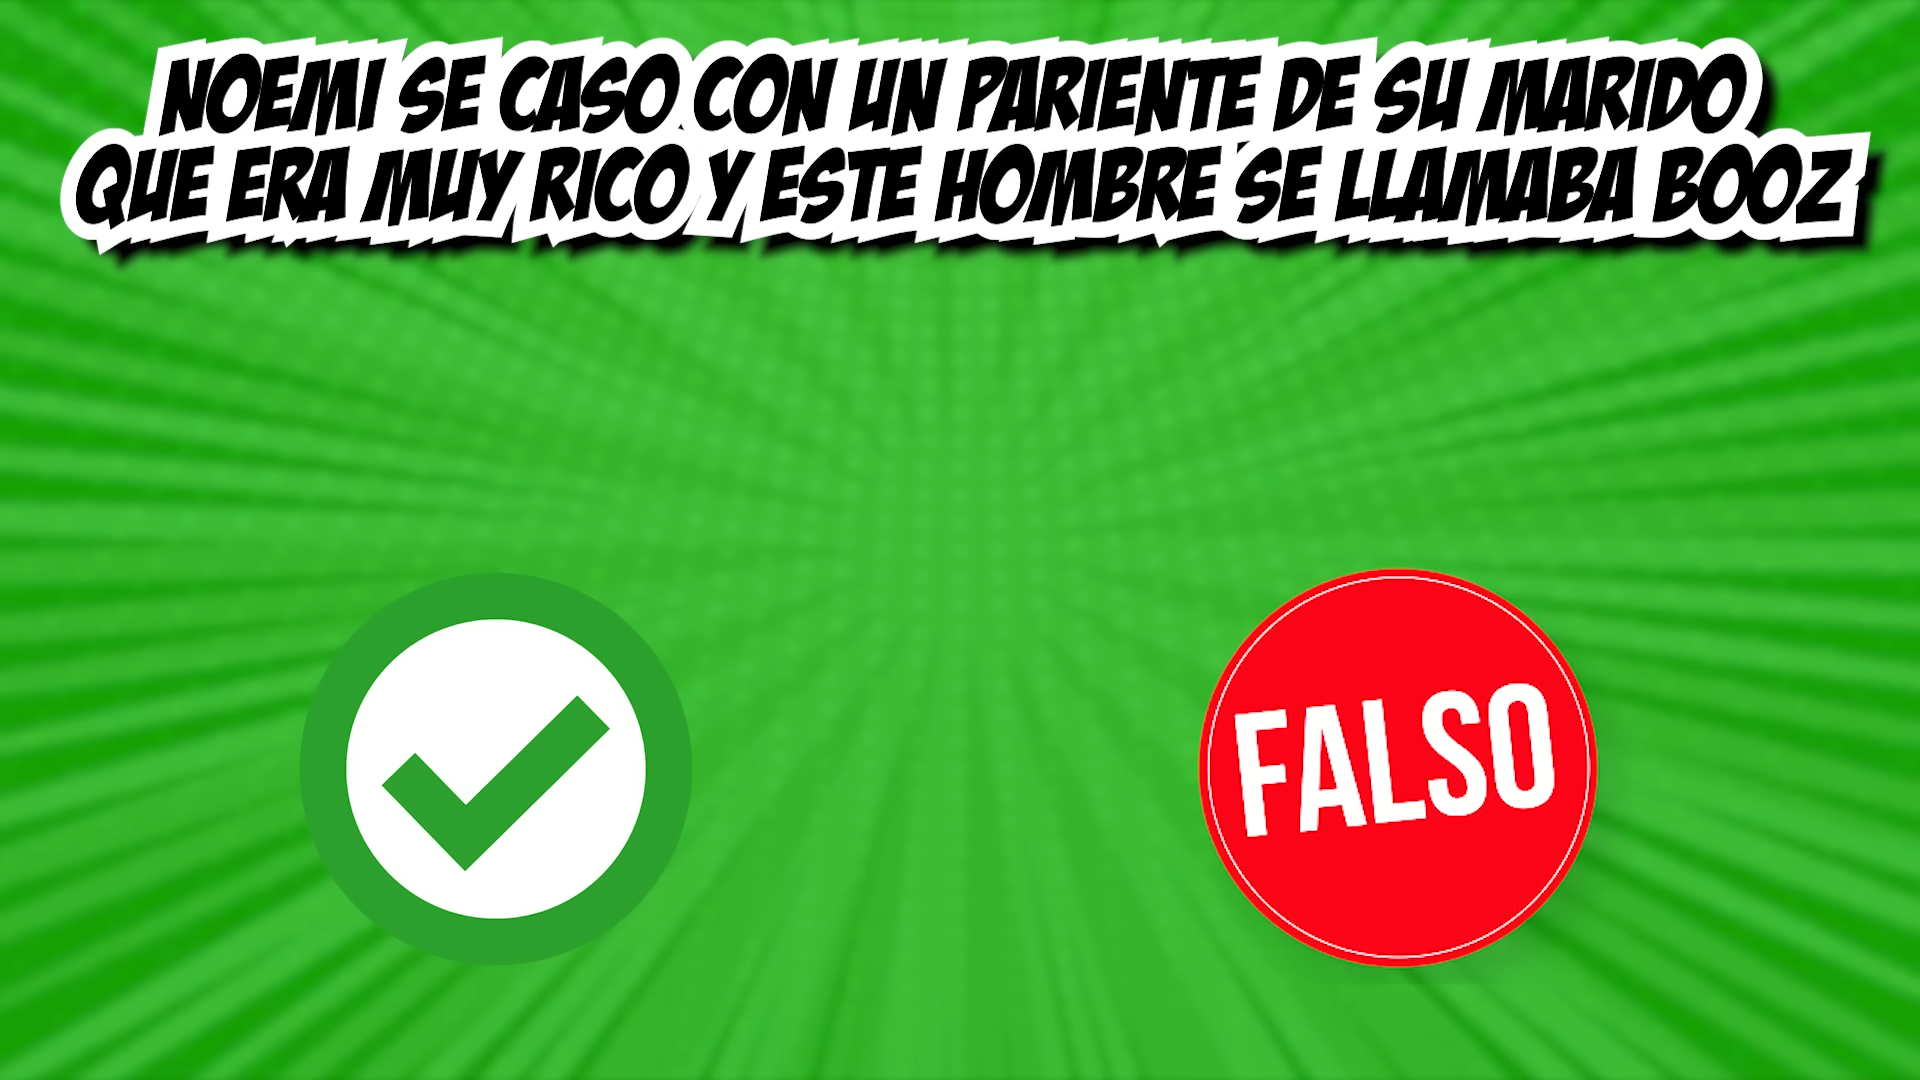 NOEMI SE CASO CON UN PARIENTE DE SU MARIDO
QUE ERA MUY RICO Y ESTE HOMBRE SE LLAMABA BOOZ
FALSO